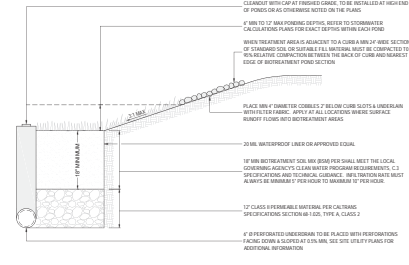 CLEANOUT WITH CAP AT FINISHED GRADE, TO BE INSTALLED AT HIGH END
OF PONDS OR AS OTHERWISE NOTED ON THE PLANS
6" MIN TO 12" MAX PONDING DEPTHS, REFER TO STORMWATER
CALCULATIONS PLANS FOR EXACT DEPTHS WITHIN EACH POND
WHEN TREATMENT AREA IS ADJACENT TO A CURB A MIN 24"-WIDE SECTION
OF STANDARD SOIL OR SUITABLE FILL MATERIAL MUST BE COMPACTED TO
95% RELATIVE COMPACTION BETWEEN THE BACK OF CURB AND NEAREST
EDGE OF BIOTREATMENT POND SECTION
3:1 MAX
PLACE MIN 4" DIAMETER COBBLES 2" BELOW CURB SLOTS & UNDERLAIN
WITH FILTER FABRIC. APPLY AT ALL LOCATIONS WHERE SURFACE
RUNOFF FLOWS INTO BIOTREATMENT AREAS
20 MIL WATERPROOF LINER OR APPROVED EQUAL
18" MINIMUM
18" MIN BIOTREATMENT SOIL MIX (BSM) PER SHALL MEET THE LOCAL
GOVERNING AGENCY'S CLEAN WATER PROGRAM REQUIREMENTS, C.3
SPECIFICATIONS AND TECHNICAL GUIDANCE. INFILTRATION RATE MUST
ALWAYS BE MINIMUM 5" PER HOUR TO MAXIMUM 10" PER HOUR.
12" CLASS II PERMEABLE MATERIAL PER CALTRANS
SPECIFICATIONS SECTION 68-1.025, TYPE A, CLASS 2
6" Ø PERFORATED UNDERDRAIN TO BE PLACED WITH PERFORATIONS
FACING DOWN & SLOPED AT 0.5% MIN, SEE SITE UTILITY PLANS FOR
ADDITIONAL INFORMATION